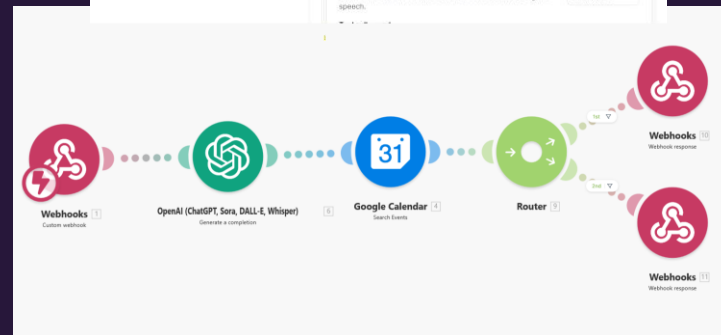 speech.
31
1st
2nd
Webhooks 10
Webhook response
Webhooks 1
Custom webhook
OpenAI (ChatGPT, Sora, DALL-E, Whisper) 6
Generate a completion
Google Calendar 4
Search Events
Router 9
Webhooks 11
Webhook response